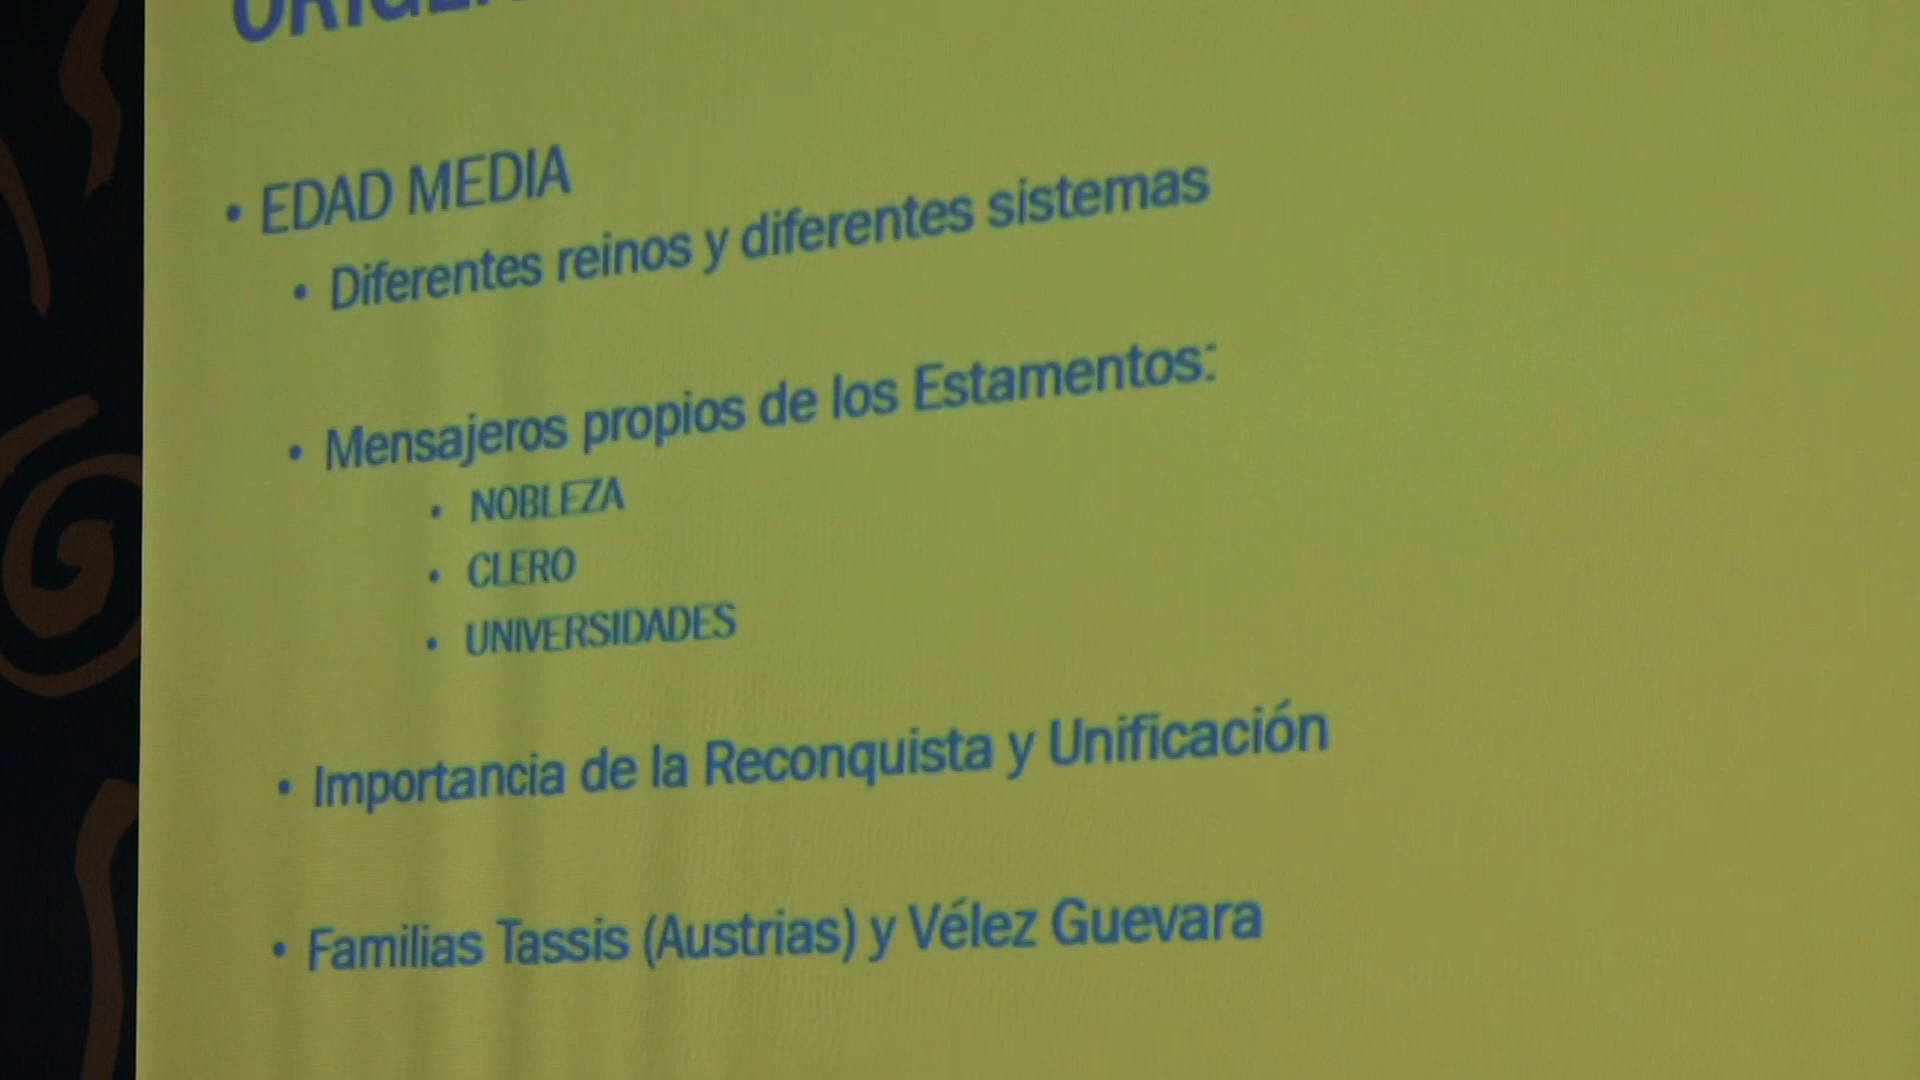 • EDAD MEDIA
• Diferentes reinos y diferentes sistemas
• Mensajeros propios de los Estamentos:
• NOBLEZA
• CLERO
• UNIVERSIDADES
• Importancia de la Reconquista y Unificación
• Familias Tassis (Austrias) y Vélez Guevara